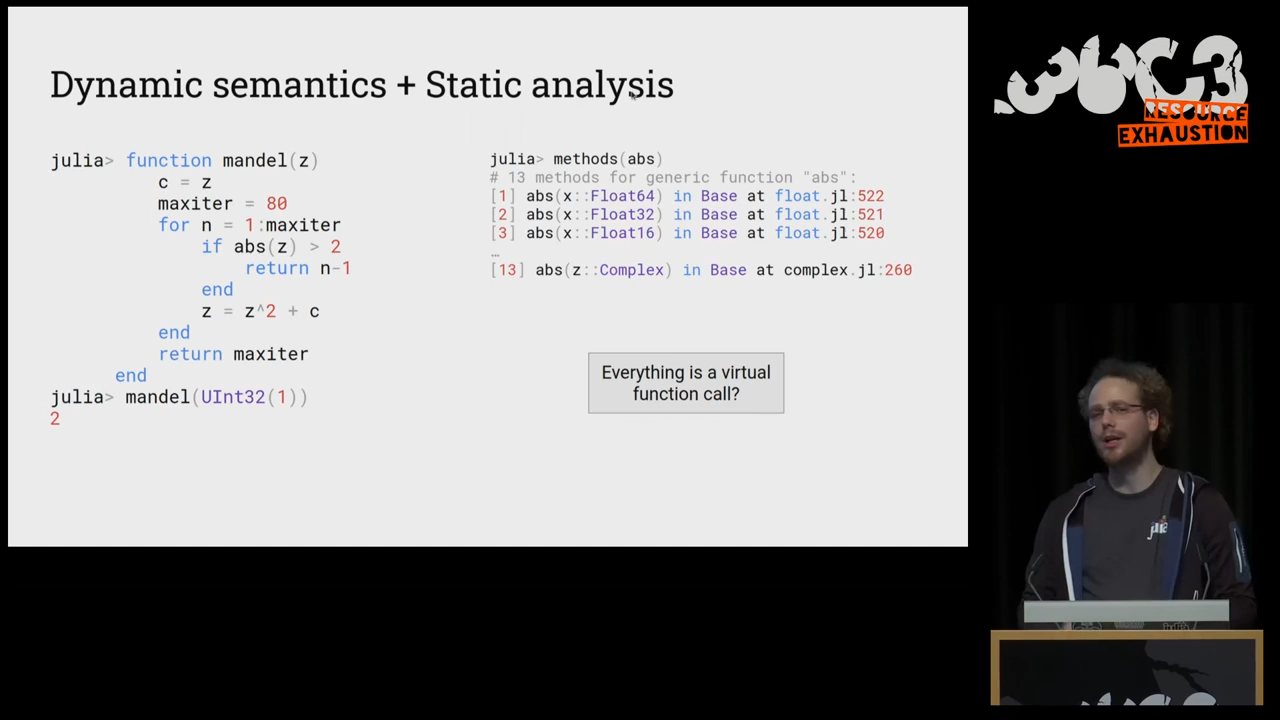 Dynamic semantics + Static analysis
julia> function mandel(z)
c = z
maxiter = 80
for n = 1:maxiter
if abs(z) > 2
return n-1
end
z = z^2 + c
end
return maxiter
end
julia> mandel(UInt32(1))
2
julia> methods(abs)
# 13 methods for generic function "abs":
[1] abs(x::Float64) in Base at float.jl:522
[2] abs(x::Float32) in Base at float.jl:521
[3] abs(x::Float16) in Base at float.jl:520
…
[13] abs(z::Complex) in Base at complex.jl:260
Everything is a virtual
function call?
35C3
RESOURCE
EXHAUSTION
julia